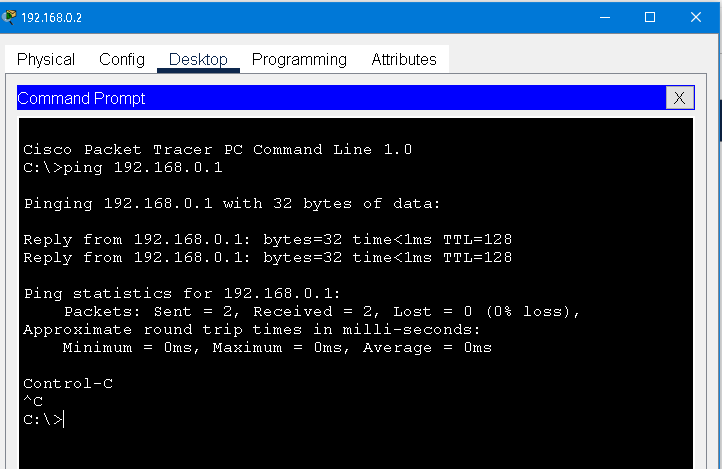 192.168.0.2
Physical Config Desktop Programming Attributes
Command Prompt X
Cisco Packet Tracer PC Command Line 1.0
C:\>ping 192.168.0.1
Pinging 192.168.0.1 with 32 bytes of data:
Reply from 192.168.0.1: bytes=32 time<1ms TTL=128
Reply from 192.168.0.1: bytes=32 time<1ms TTL=128
Ping statistics for 192.168.0.1:
Packets: Sent = 2, Received = 2, Lost = 0 (0% loss),
Approximate round trip times in milli-seconds:
Minimum = 0ms, Maximum = 0ms, Average = 0ms
Control-C
^C
C:\>